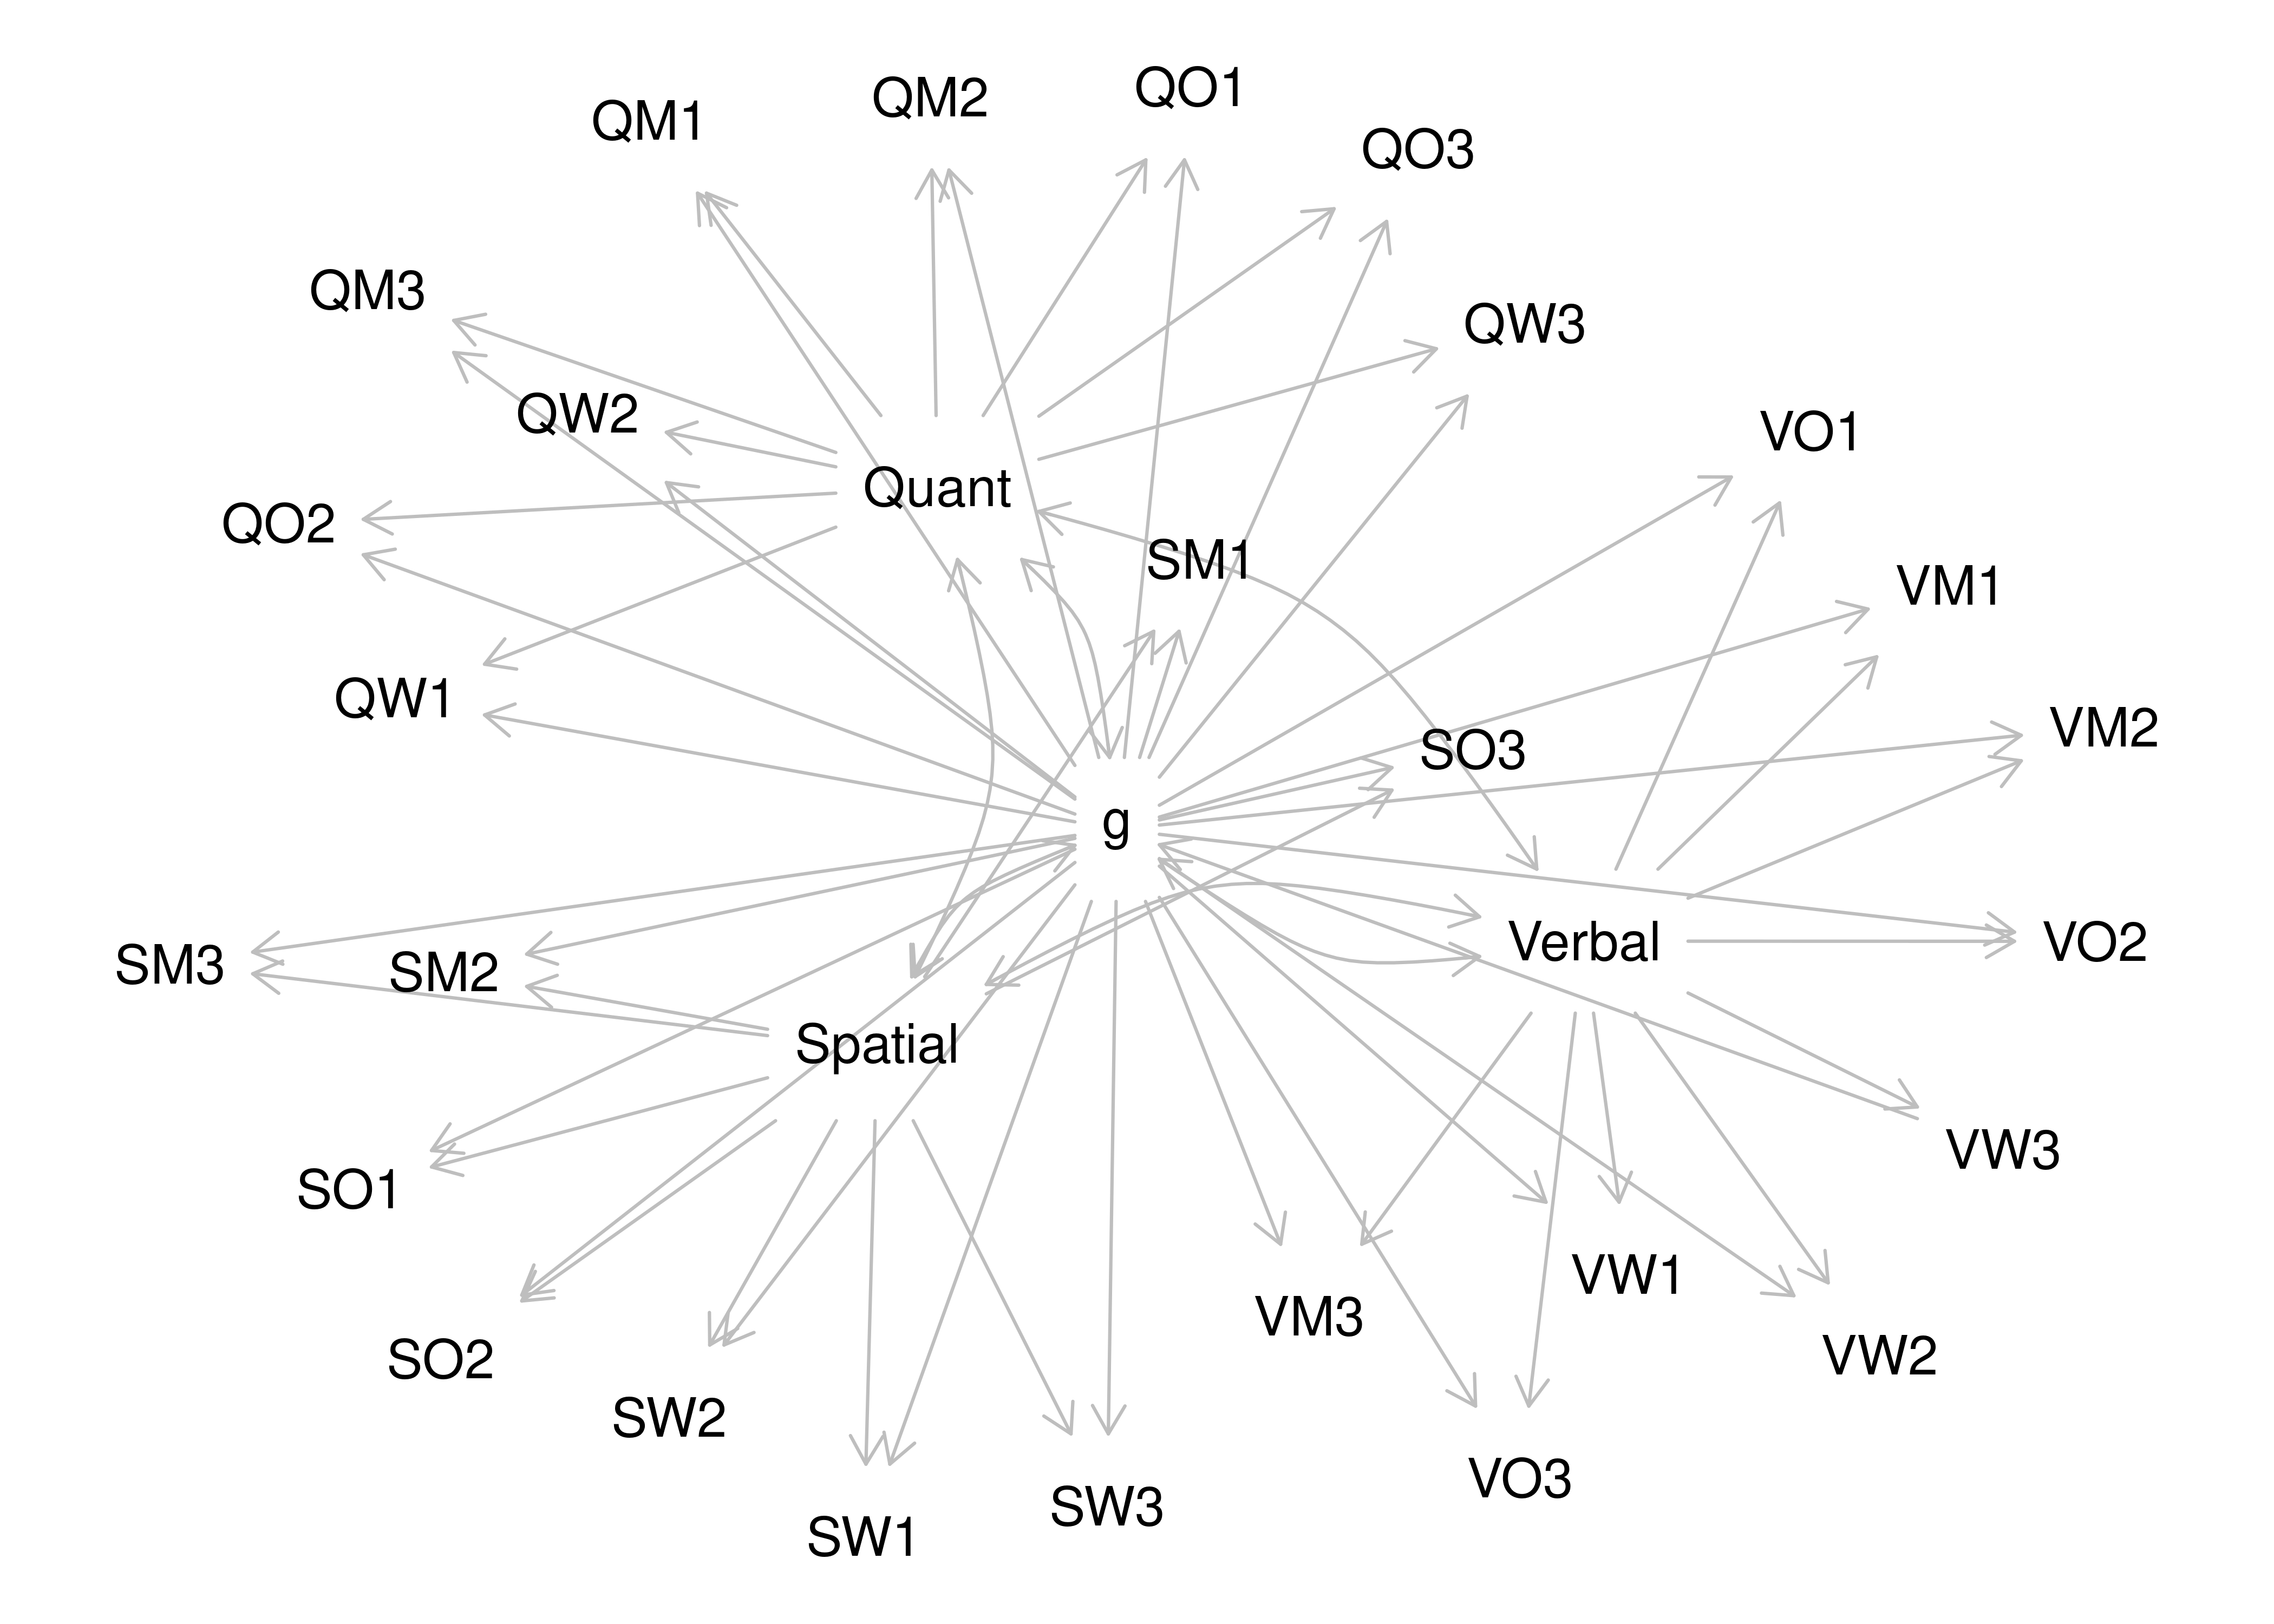 QO1
QM2
QM1
QO3
QM3
QW3
QW2
VO1
Quant
QO2
SM1
VM1
QW1
VM2
SO3
g
Verbal
VO2
SM3
SM2
Spatial
VW3
SO1
VW1
VM3
VW2
SO2
SW2
VO3
SW3
SW1